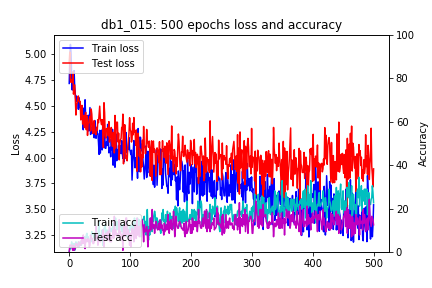 db1_015: 500 epochs loss and accuracy
Train loss
Test loss
Train acc
Test acc
Loss
5.00
4.75
4.50
4.25
4.00
3.75
3.50
3.25
Accuracy
100
80
60
40
20
0
0
100
200
300
400
500